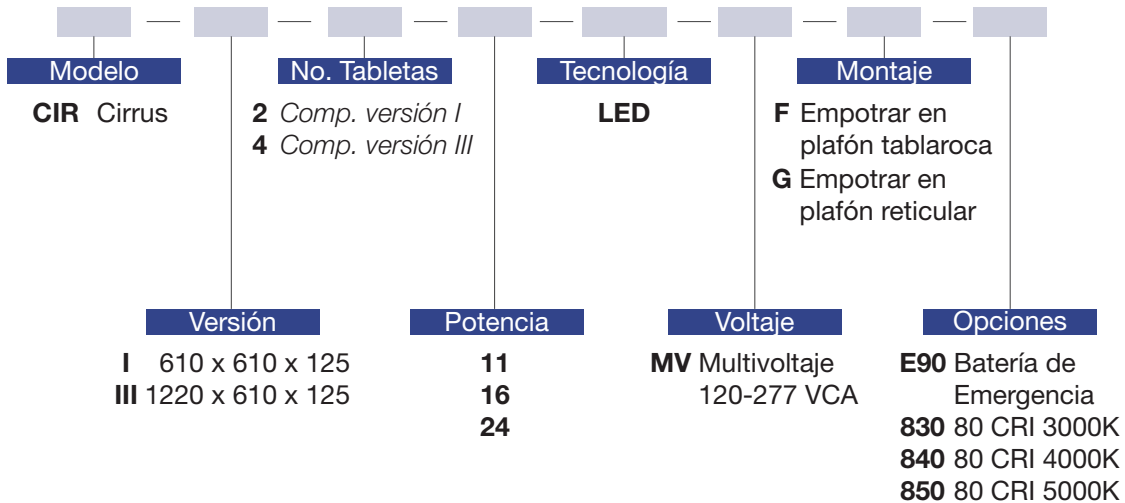 Modelo
CIR Cirrus
No. Tabletas
2 Comp. versión I
4 Comp. versión III
Tecnología
LED
Montaje
F Empotrar en
plafón tablaroca
G Empotrar en
plafón reticular
Versión
I 610 x 610 x 125
III 1220 x 610 x 125
Potencia
11
16
24
Voltaje
MV Multivoltaje
120-277 VCA
Opciones
E90 Batería de
Emergencia
830 80 CRI 3000K
840 80 CRI 4000K
850 80 CRI 5000K